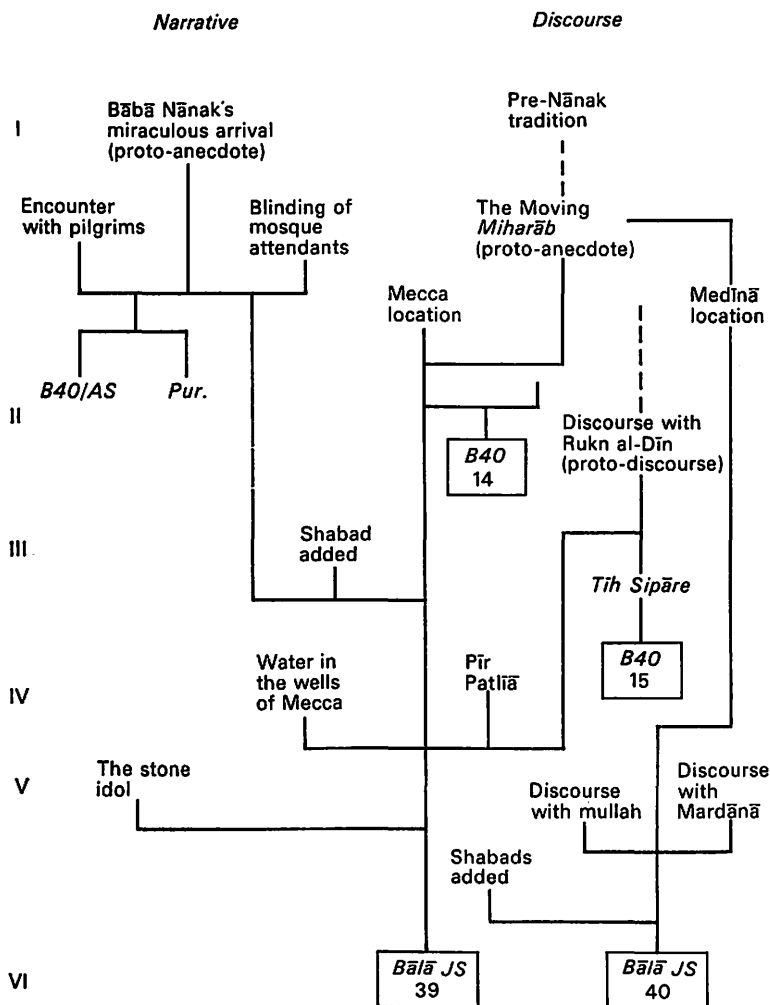 Narrative
Discourse
I
Bābā Nānak's
miraculous arrival
(proto-anecdote)
Pre-Nānak
tradition
Encounter
with pilgrims
Blinding of
mosque
attendants
The Moving
Miharāb
(proto-anecdote)
Mecca
location
Medīnā
location
B40/AS
Pur.
II
B40
14
Discourse with
Rukn al-Dīn
(proto-discourse)
III
Shabad
added
Tīh Sipāre
B40
15
IV
Water in
the wells
of Mecca
Pīr
Patlīā
V
The stone
idol
Discourse
with mullah
Discourse
with
Mardānā
Shabads
added
VI
Bālā JS
39
Bālā JS
40